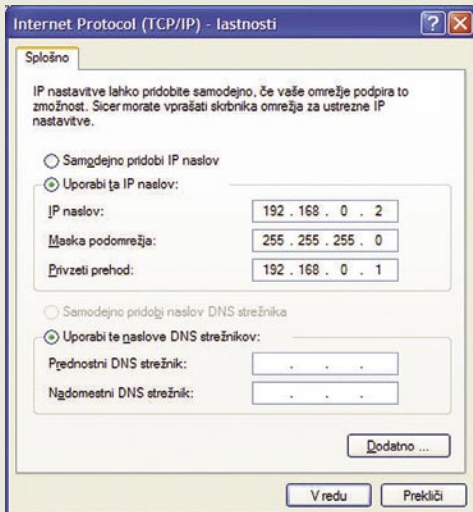 Internet Protocol (TCP/IP) - lastnosti
Splošno
IP nastavitve lahko pridobite samodejno, če vaše omrežje podpira to
zmožnost. Sicer morate vprašati skrbnika omrežja za ustrezne IP
nastavitve.
Samodejno pridobi IP naslov
Uporabi ta IP naslov:
IP naslov: 192 . 168 . 0 . 2
Maska podomrežja: 255 . 255 . 255 . 0
Privzeti prehod: 192 . 168 . 0 . 1
Samodejno pridobi naslov DNS strežnika
Uporabi te naslove DNS strežnikov:
Prednostni DNS strežnik: . . .
Nadomestni DNS strežnik: . . .
Dodatno ...
V redu Prekliči